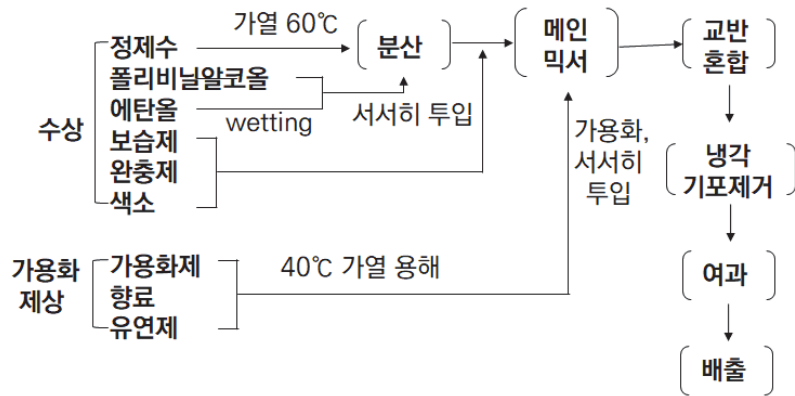 가열 60℃
정제수
폴리비닐알코올
에탄올
보습제
완충제
색소
수상
wetting
분산
서서히 투입
메인
믹서
가용화,
서서히
투입
교반
혼합
냉각
기포제거
여과
배출
가용화
제상
가용화제
향료
유연제
40℃ 가열 용해